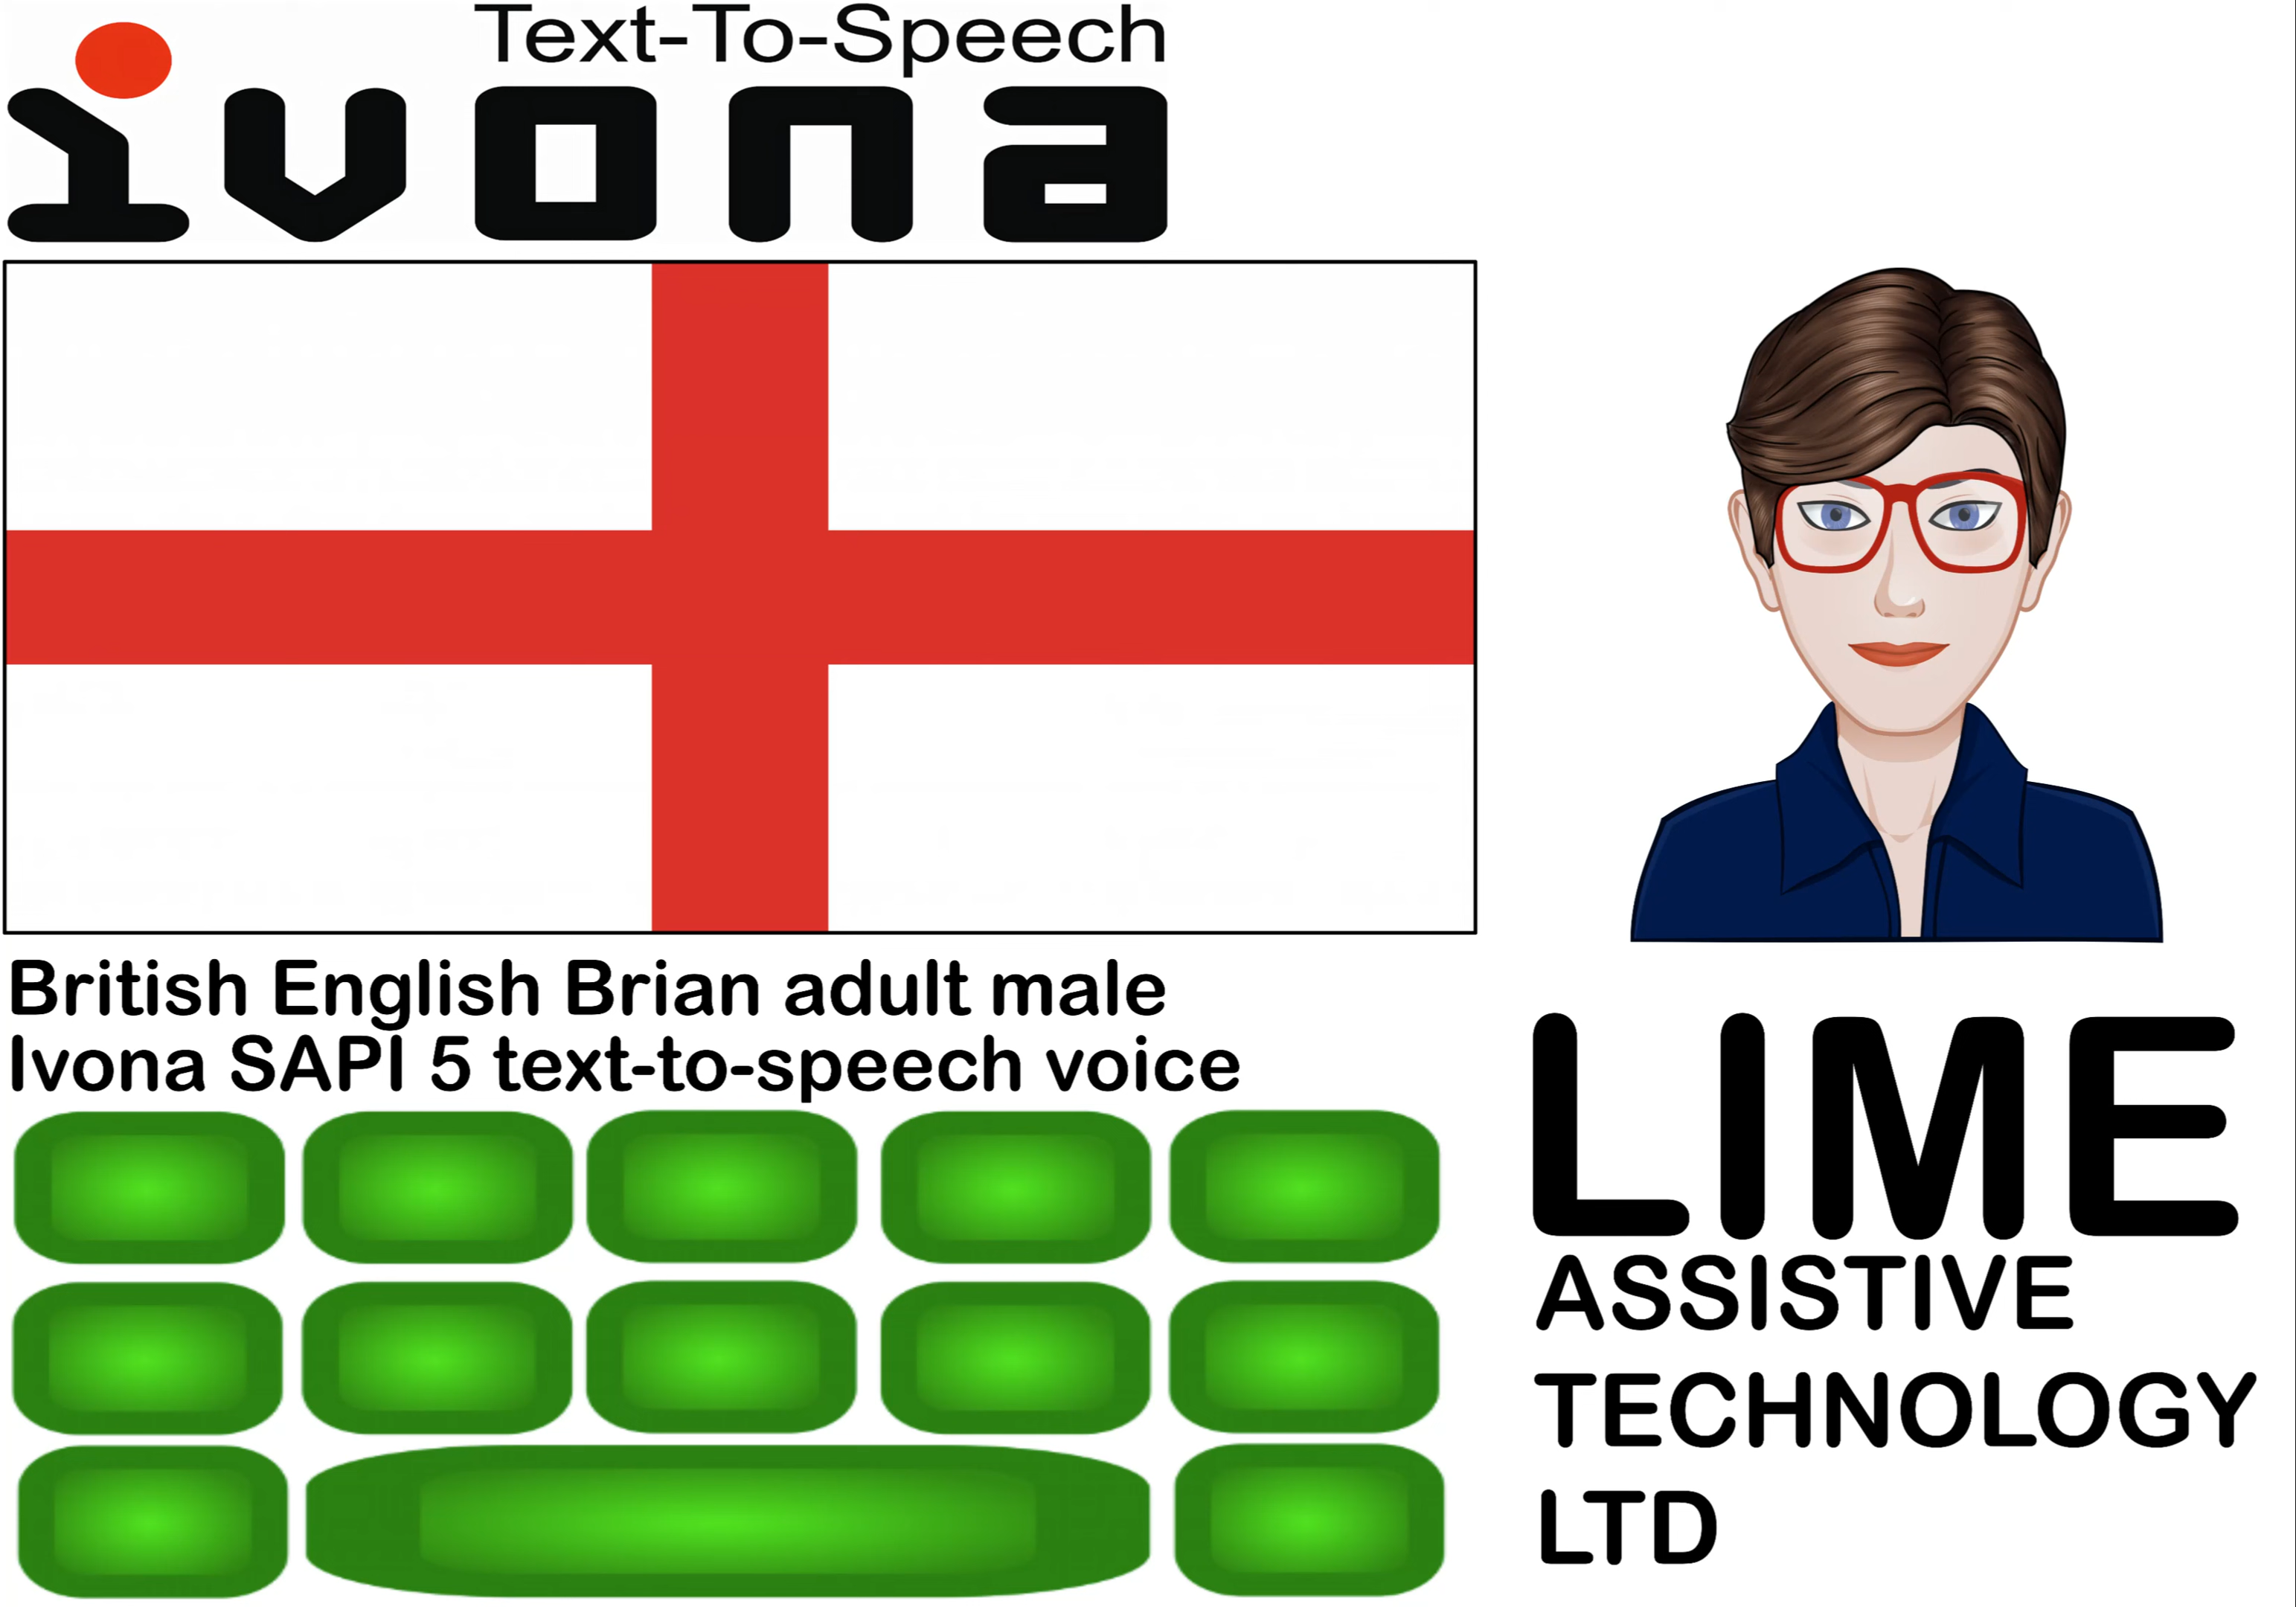 Text-To-Speech
ivona
British English Brian adult male
Ivona SAPI 5 text-to-speech voice
LIME
ASSISTIVE
TECHNOLOGY
LTD